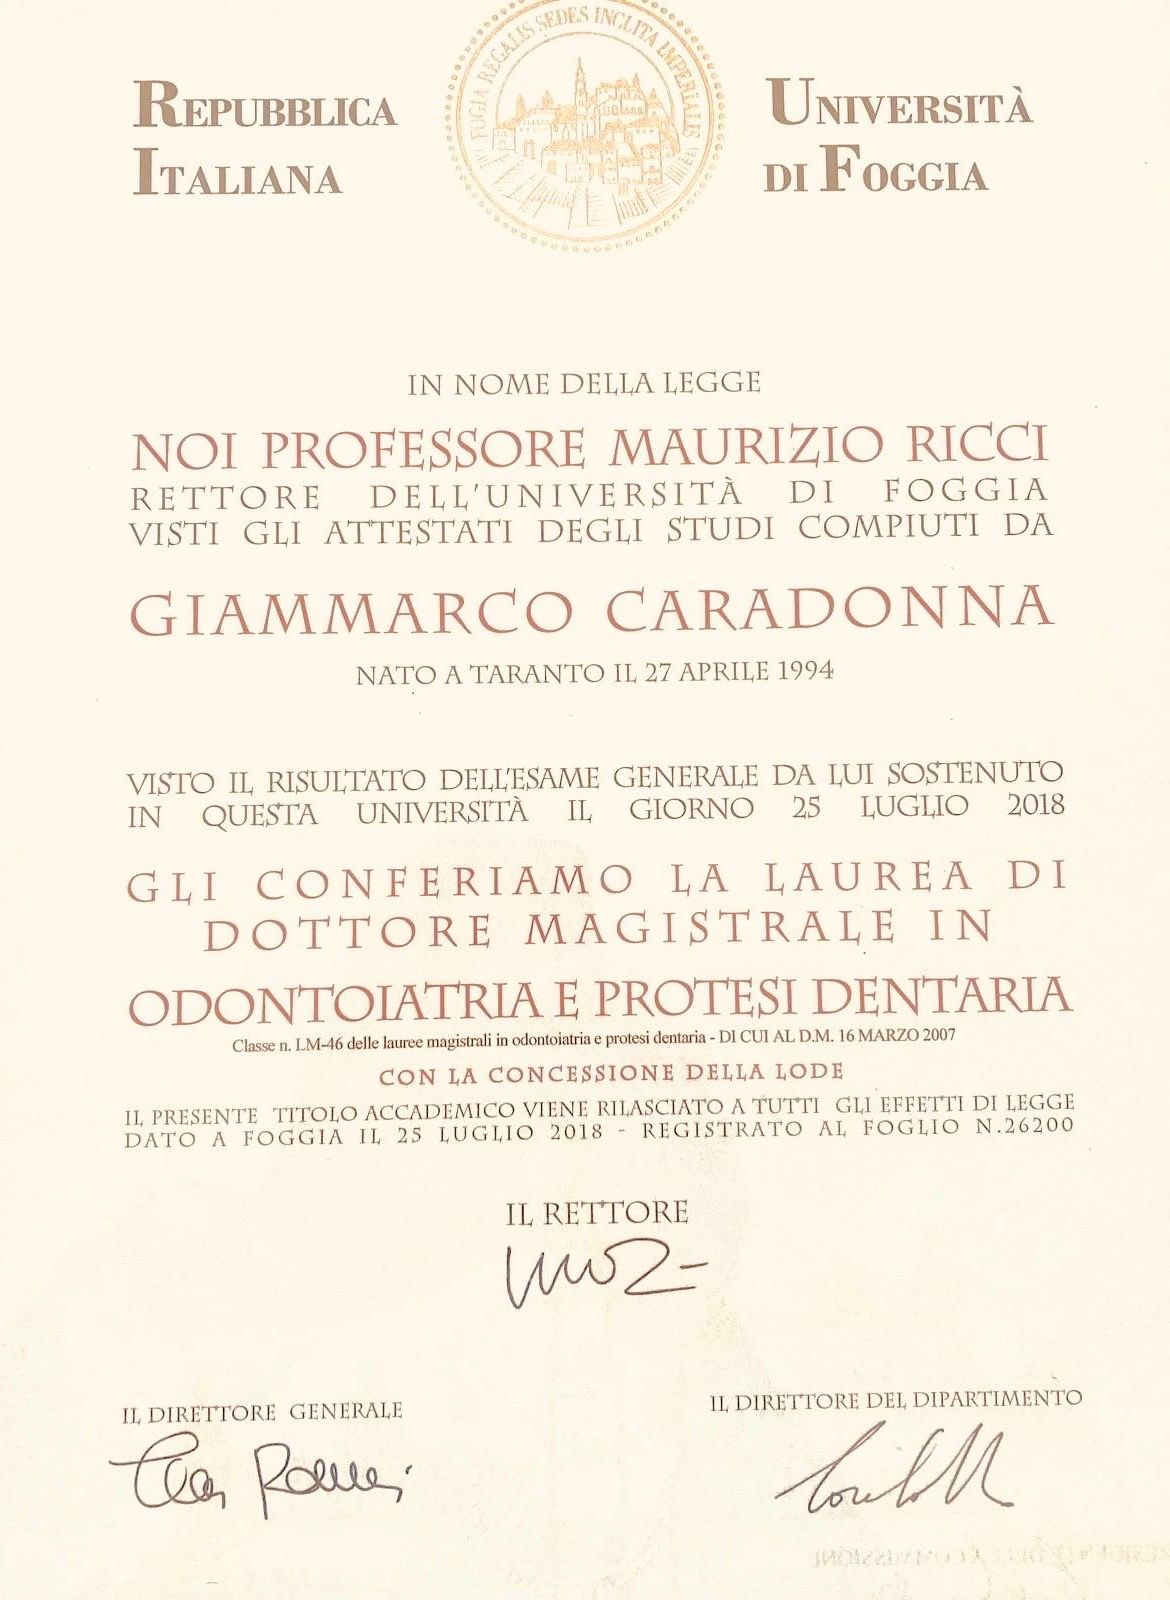 FOGIA REGALIS SEDES INCLITA IMPERIALIS
REPUBBLICA
ITALIANA
UNIVERSITÀ
DI FOGGIA
IN NOME DELLA LEGGE
NOI PROFESSORE MAURIZIO RICCI
RETTORE DELL'UNIVERSITÀ DI FOGGIA
VISTI GLI ATTESTATI DEGLI STUDI COMPIUTI DA
GIAMMARCO CARADONNA
NATO A TARANTO IL 27 APRILE 1994
VISTO IL RISULTATO DELL'ESAME GENERALE DA LUI SOSTENUTO
IN QUESTA UNIVERSITÀ IL GIORNO 25 LUGLIO 2018
GLI CONFERIAMO LA LAUREA DI
DOTTORE MAGISTRALE IN
ODONTOIATRIA E PROTESI DENTARIA
Classe n. LM-46 delle lauree magistrali in odontoiatria e protesi dentaria - DI CUI AL D.M. 16 MARZO 2007
CON LA CONCESSIONE DELLA LODE
IL PRESENTE TITOLO ACCADEMICO VIENE RILASCIATO A TUTTI GLI EFFETTI DI LEGGE
DATO A FOGGIA IL 25 LUGLIO 2018 - REGISTRATO AL FOGLIO N.26200
IL RETTORE
IL DIRETTORE GENERALE
IL DIRETTORE DEL DIPARTIMENTO